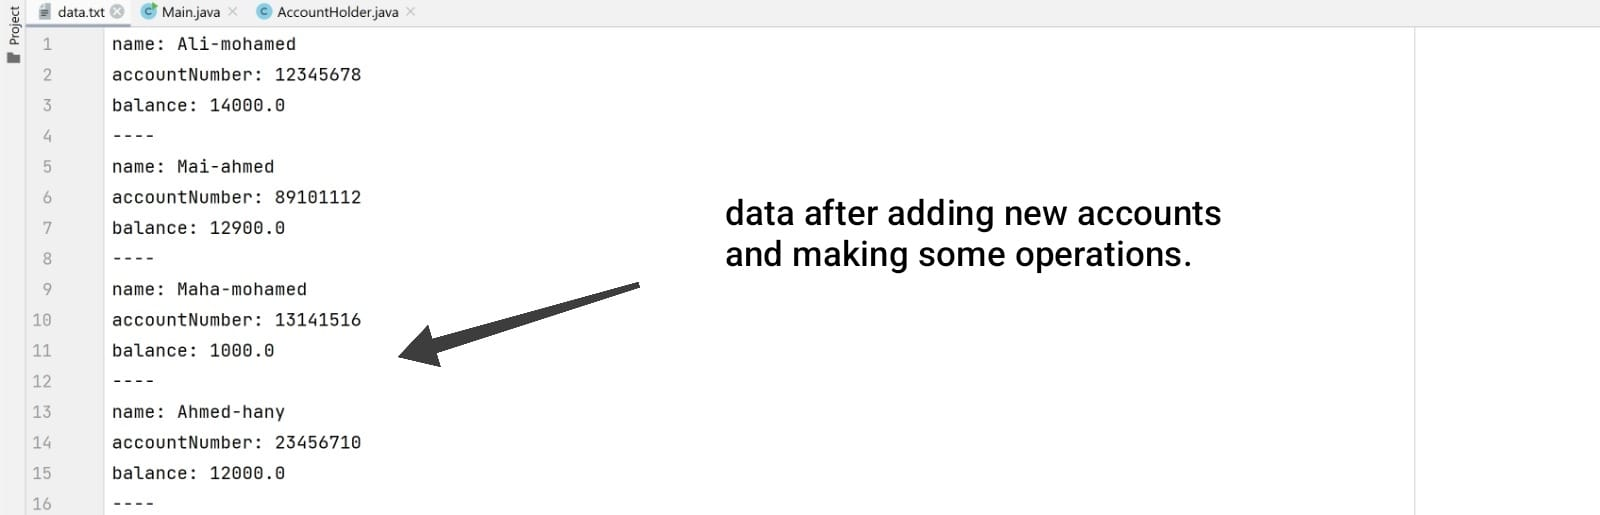 data.txt
Main.java
AccountHolder.java
Project
1 name: Ali-mohamed
2 accountNumber: 12345678
3 balance: 14000.0
4 ----
5 name: Mai-ahmed
6 accountNumber: 89101112
7 balance: 12900.0
8 ----
9 name: Maha-mohamed
10 accountNumber: 13141516
11 balance: 1000.0
12 ----
13 name: Ahmed-hany
14 accountNumber: 23456710
15 balance: 12000.0
16 ----
data after adding new accounts
and making some operations.